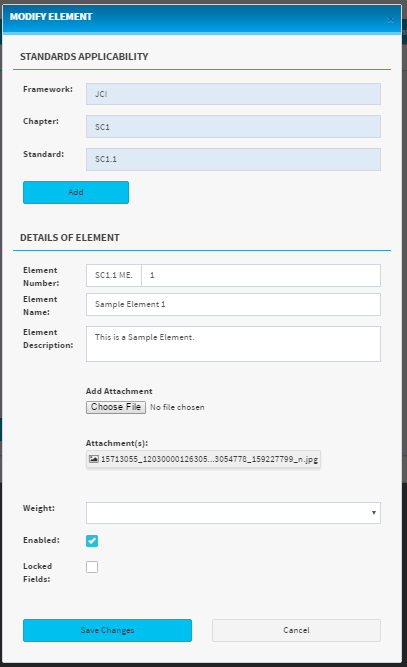 MODIFY ELEMENT
STANDARDS APPLICABILITY
Framework: JCI
Chapter: SC1
Standard: SC1.1
Add
DETAILS OF ELEMENT
Element
Number: SC1.1 ME. 1
Element
Name: Sample Element 1
Element
Description: This is a Sample Element.
Add Attachment
Choose File No file chosen
Attachment(s):
15713055_12030000126305...3054778_159227799_n.jpg
Weight:
Enabled:
Locked
Fields:
Save Changes Cancel